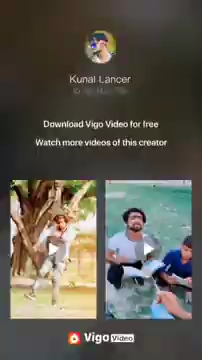 Kunal Lancer
Download Vigo Video for free
Watch more videos of this creator
Vigo Video